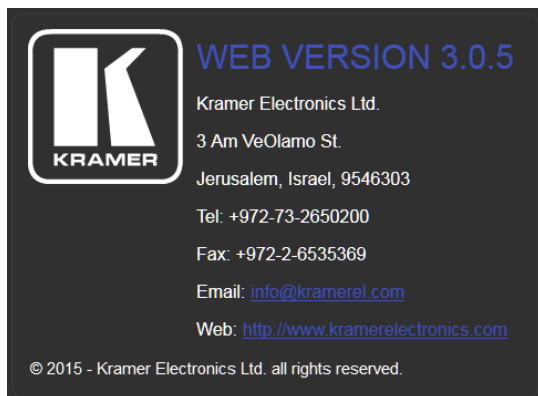 KRAMER
WEB VERSION 3.0.5
Kramer Electronics Ltd.
3 Am VeOlamo St.
Jerusalem, Israel, 9546303
Tel: +972-73-2650200
Fax: +972-2-6535369
Email: info@kramerel.com
Web: http://www.kramerelectronics.com
© 2015 - Kramer Electronics Ltd. all rights reserved.